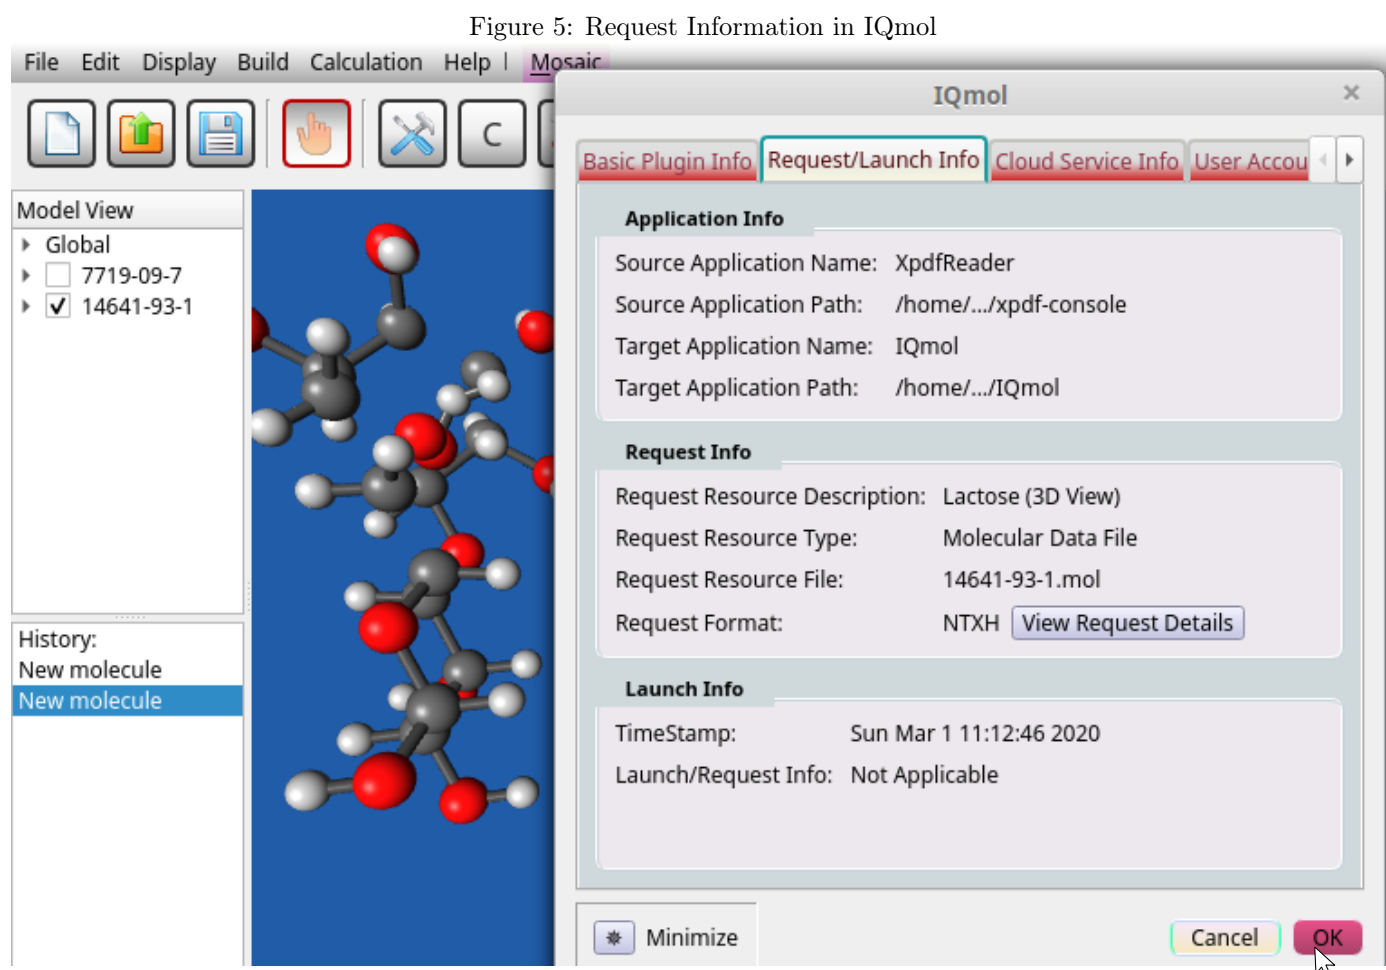 Figure 5: Request Information in IQmol
File Edit Display Build Calculation Help | Mosaic
IQmol
C
Basic Plugin Info Request/Launch Info Cloud Service Info User Accou
Model View
Global
7719-09-7
14641-93-1
Application Info
Source Application Name: XpdfReader
Source Application Path: /home/.../xpdf-console
Target Application Name: IQmol
Target Application Path: /home/.../IQmol
Request Info
Request Resource Description: Lactose (3D View)
Request Resource Type: Molecular Data File
Request Resource File: 14641-93-1.mol
Request Format: NTXH View Request Details
History:
New molecule
New molecule
Launch Info
TimeStamp: Sun Mar 1 11:12:46 2020
Launch/Request Info: Not Applicable
Minimize
Cancel OK